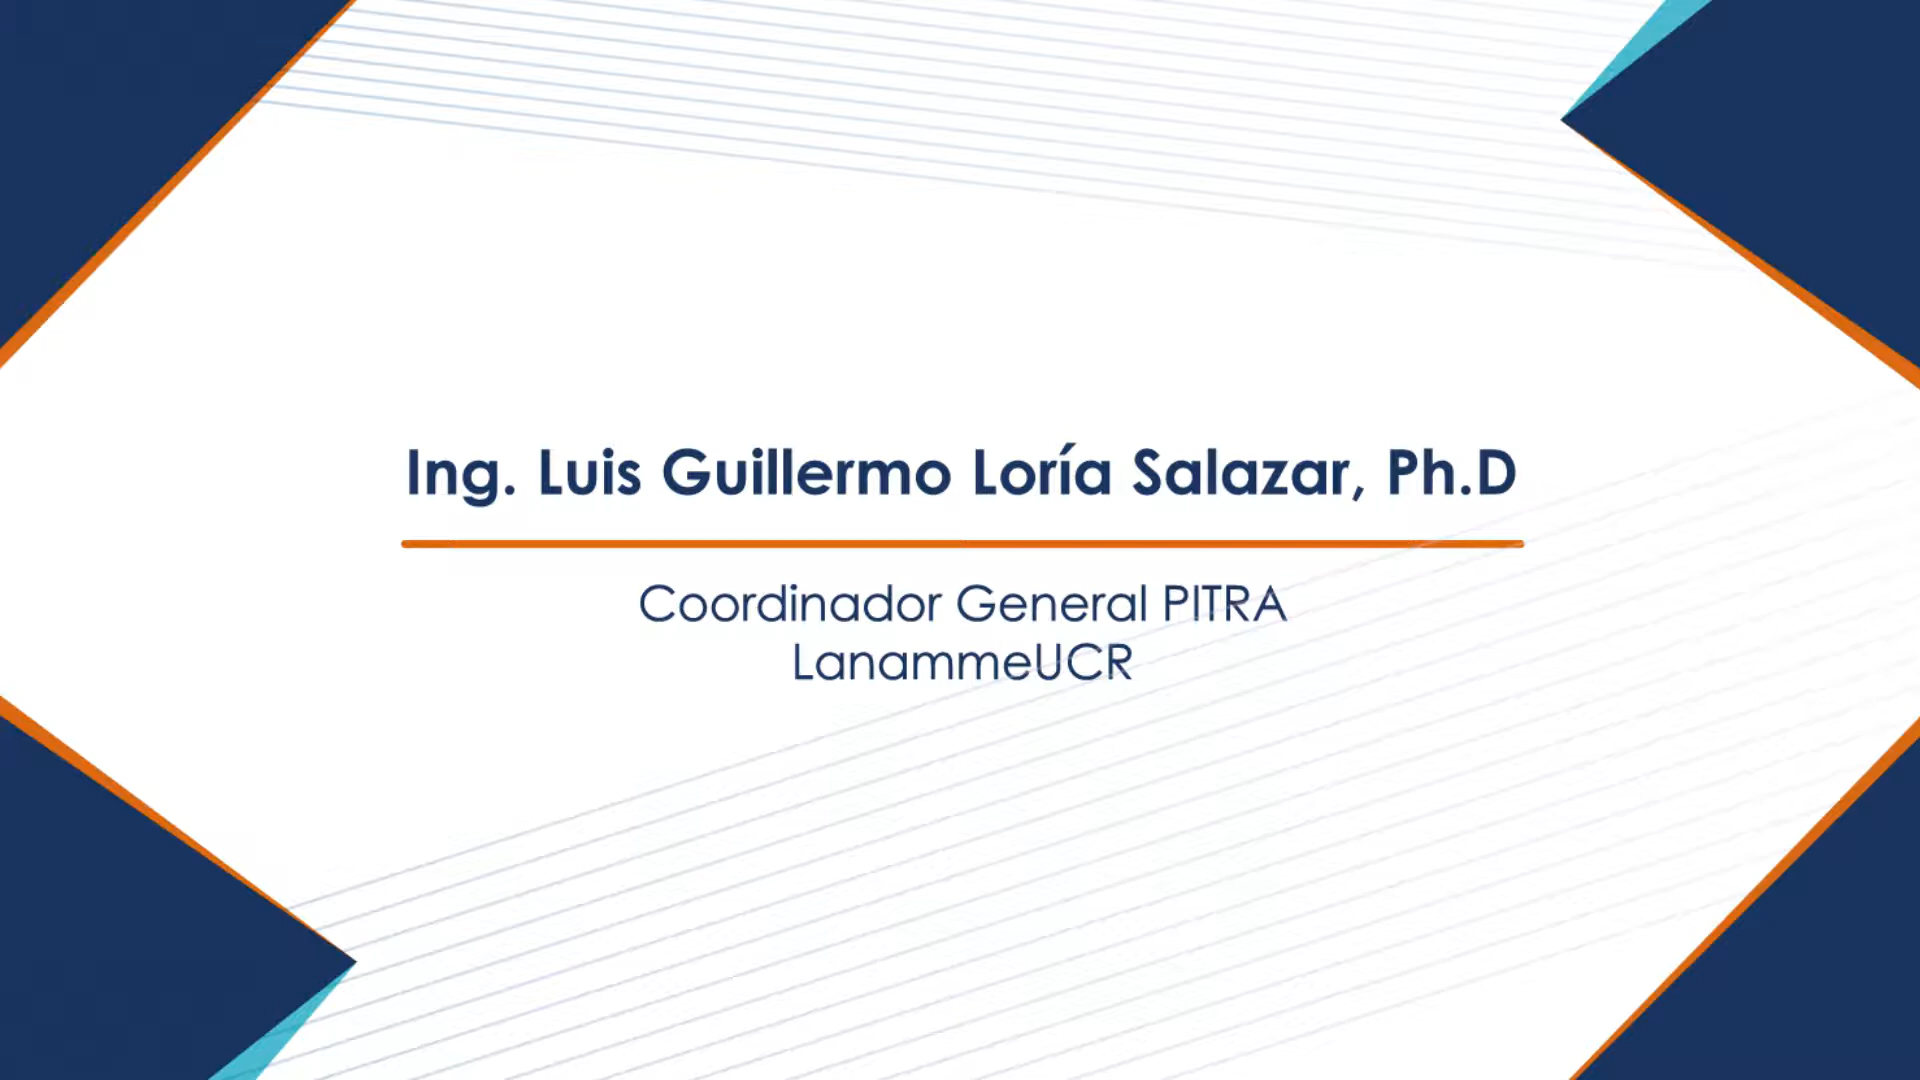 Ing. Luis Guillermo Loría Salazar, Ph.D
Coordinador General PITRA
LanammeUCR